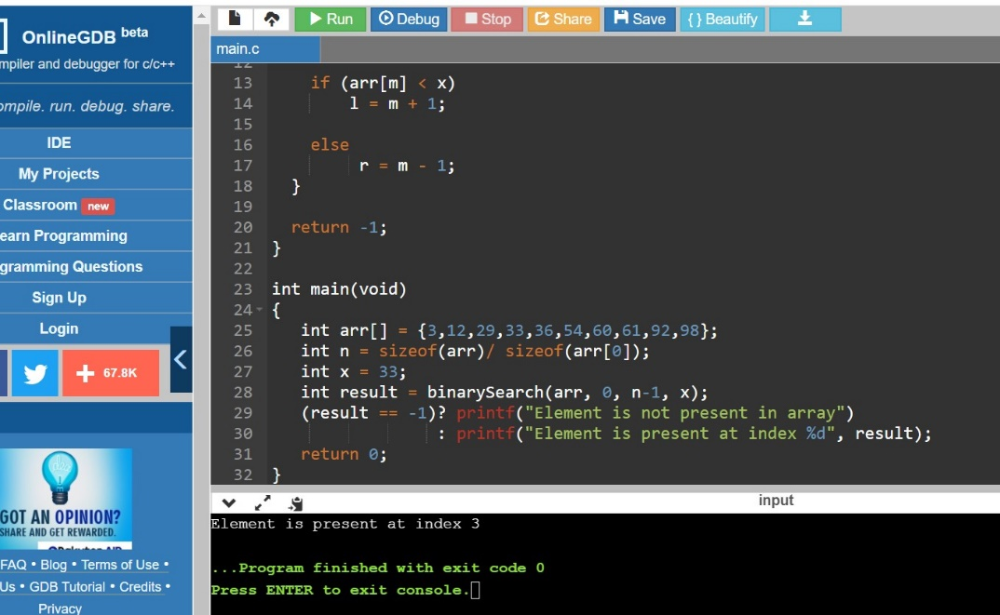 OnlineGDB beta
mpiler and debugger for c/c++
ompile. run. debug. share.
IDE
My Projects
Classroom new
earn Programming
gramming Questions
Sign Up
Login
67.8K
GOT AN OPINION?
SHARE AND GET REWARDED.
FAQ • Blog • Terms of Use •
Us • GDB Tutorial • Credits •
Privacy
Run Debug Stop Share Save { } Beautify
main.c
12
13 if (arr[m] < x)
14 l = m + 1;
15
16 else
17 r = m - 1;
18 }
19
20 return -1;
21 }
22
23 int main(void)
24 {
25 int arr[] = {3,12,29,33,36,54,60,61,92,98};
26 int n = sizeof(arr)/ sizeof(arr[0]);
27 int x = 33;
28 int result = binarySearch(arr, 0, n-1, x);
29 (result == -1)? printf("Element is not present in array")
30 : printf("Element is present at index %d", result);
31 return 0;
32 }
input
Element is present at index 3
...Program finished with exit code 0
Press ENTER to exit console.